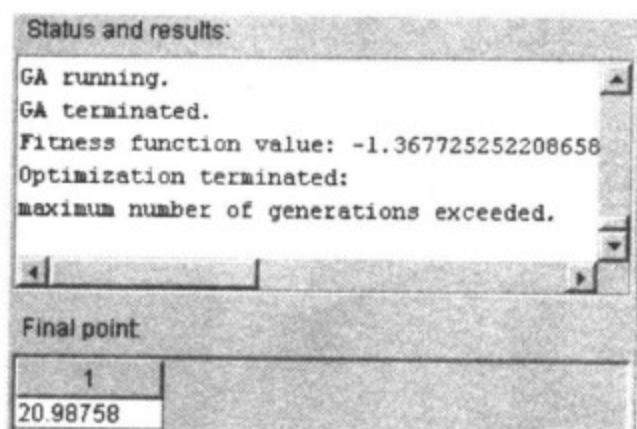 Status and results:
GA running.
GA terminated.
Fitness function value: -1.367725252208658
Optimization terminated:
maximum number of generations exceeded.
Final point:
1
20.98758